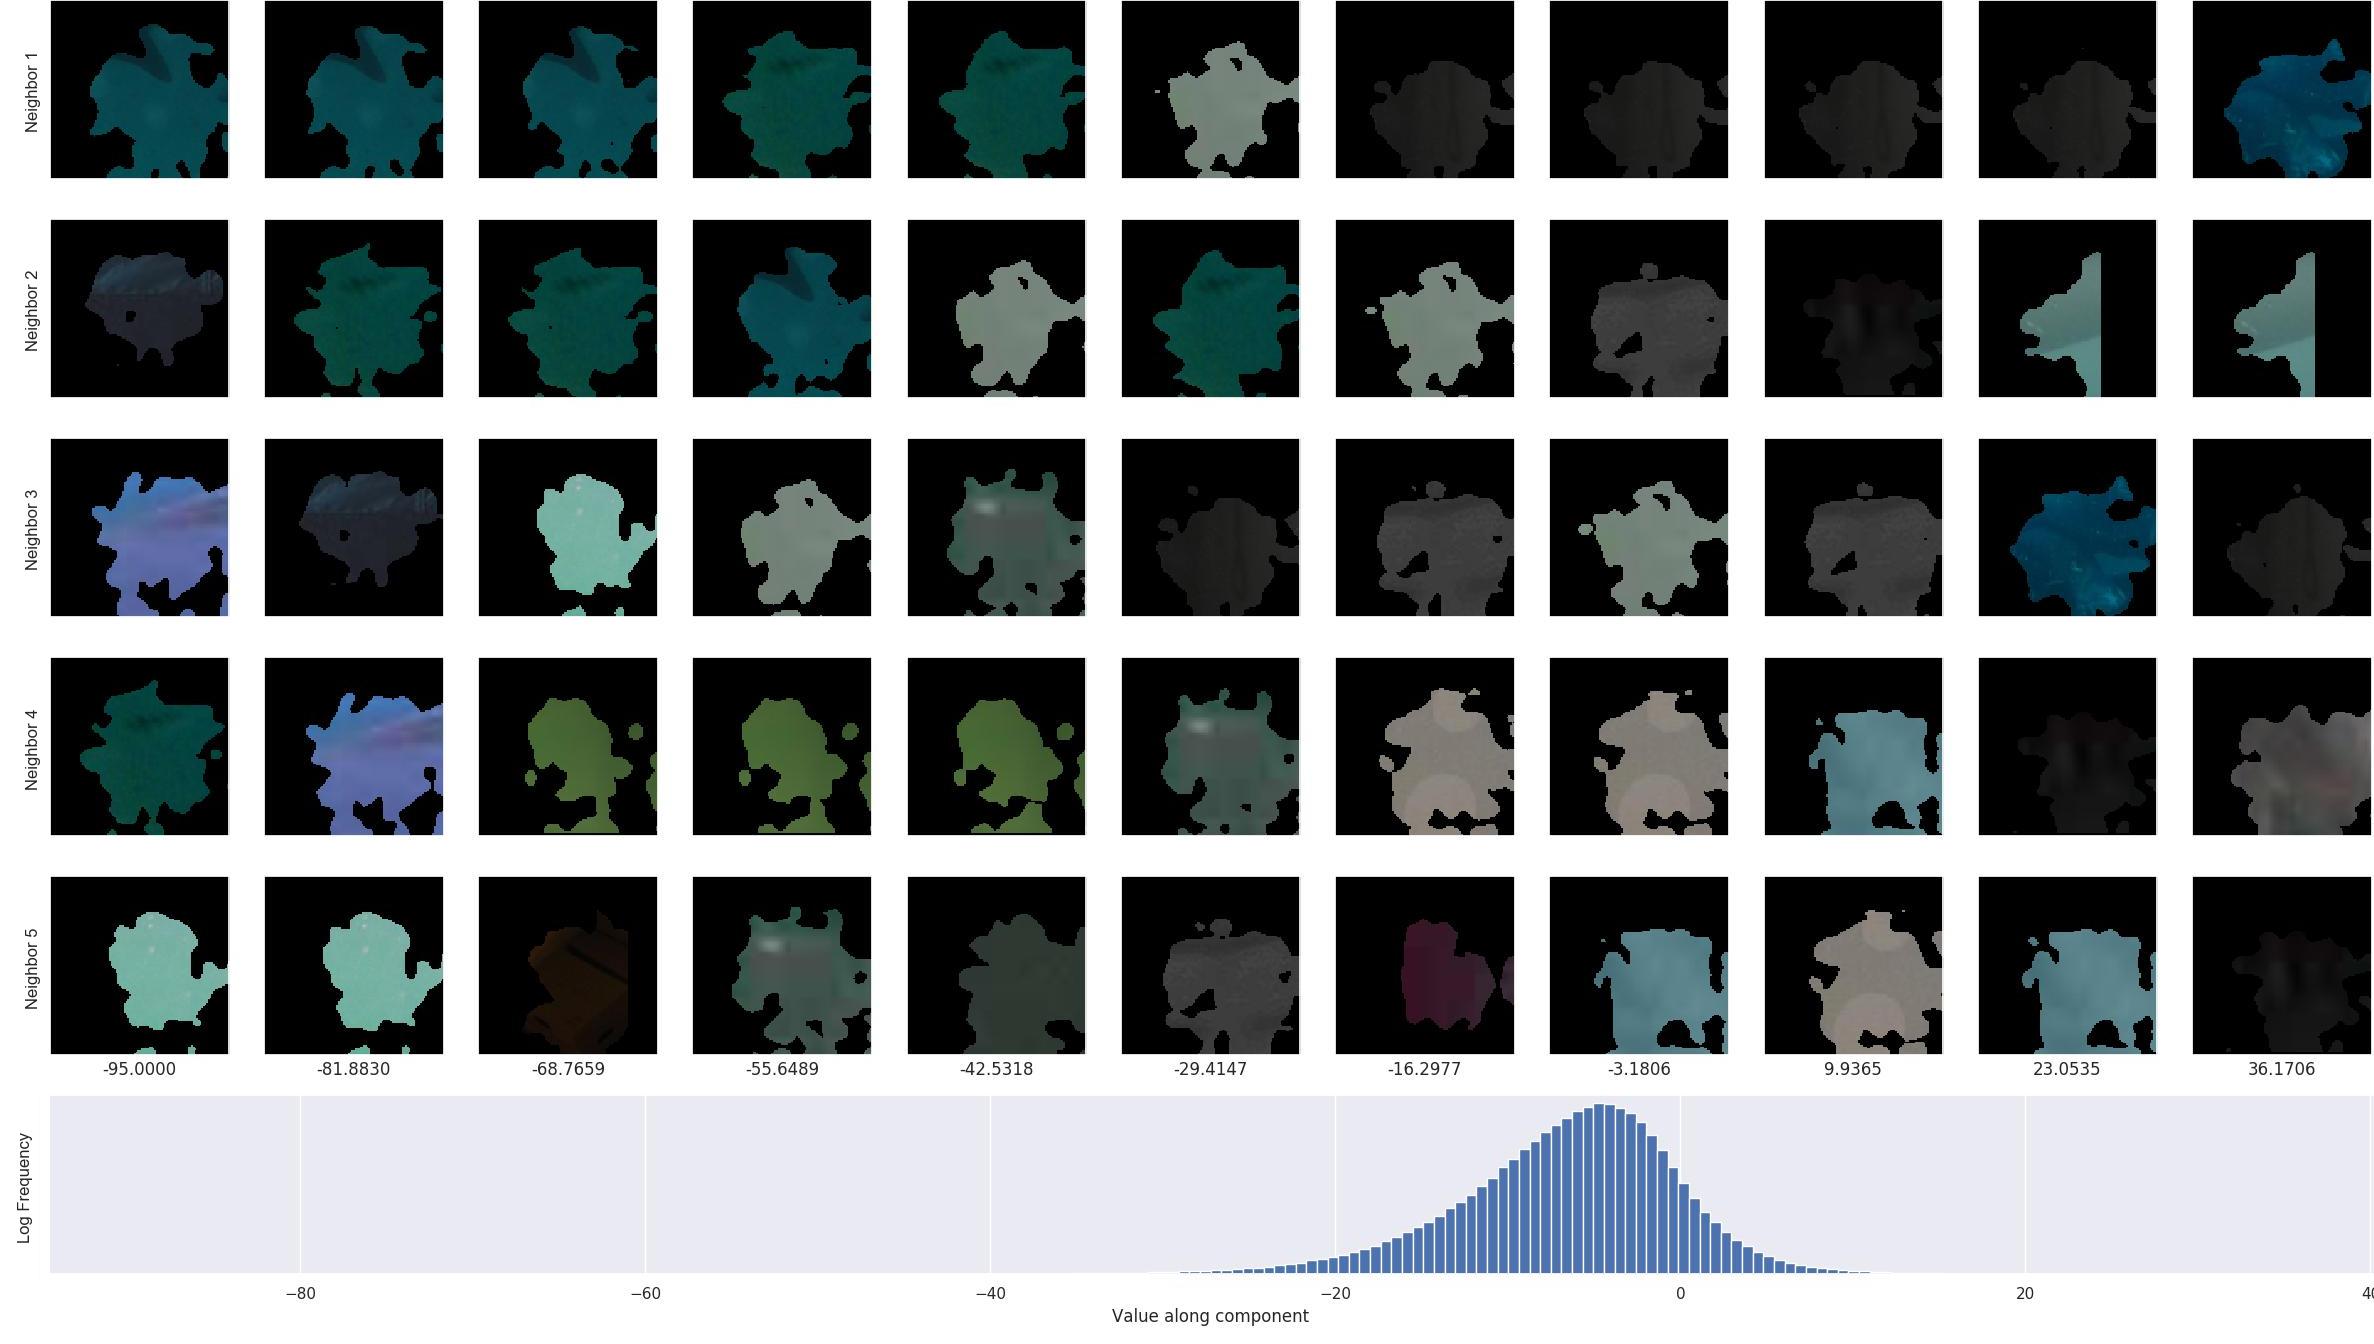 Neighbor 1
Neighbor 2
Neighbor 3
Neighbor 4
Neighbor 5
-95.0000 -81.8830 -68.7659 -55.6489 -42.5318 -29.4147 -16.2977 -3.1806 9.9365 23.0535 36.1706
Log Frequency
−80 −60 −40 −20 0 20 40
Value along component